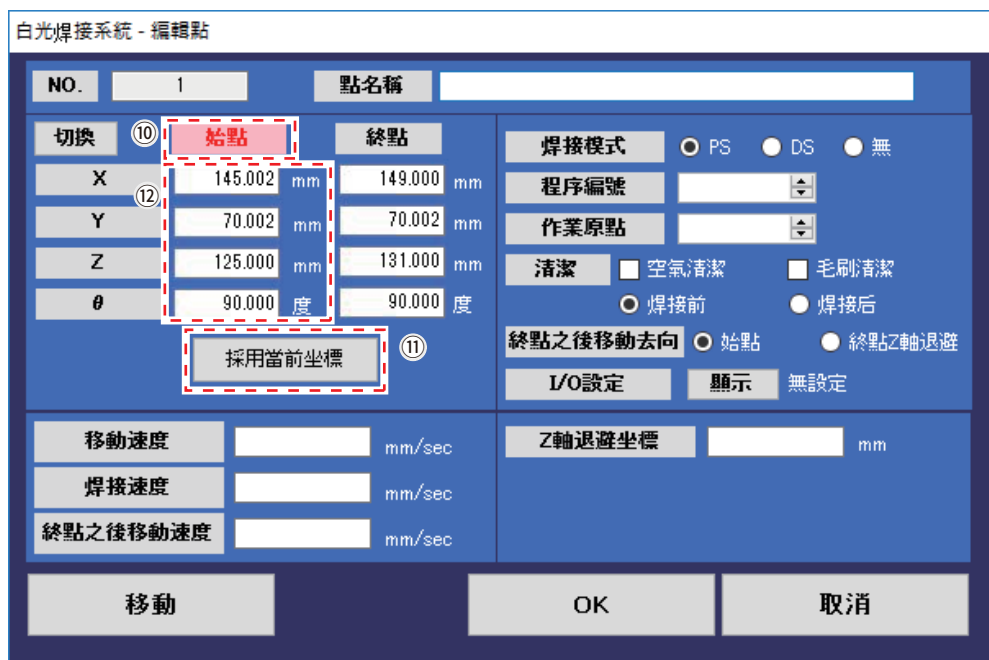 白光焊接系統 - 編輯點
NO. 1 點名稱
切換 ⑩ 始點 終點
X ⑫ 145.002 mm 149.000 mm
Y 70.002 mm 70.002 mm
Z 125.000 mm 131.000 mm
θ 90.000 度 90.000 度
採用當前坐標 ⑪
焊接模式 PS DS 無
程序編號
作業原點
清潔 空氣清潔 毛刷清潔
焊接前 焊接后
終點之後移動去向 始點 終點Z軸退避
I/O設定 顯示 無設定
移動速度 mm/sec
焊接速度 mm/sec
終點之後移動速度 mm/sec
Z軸退避坐標 mm
移動 OK 取消